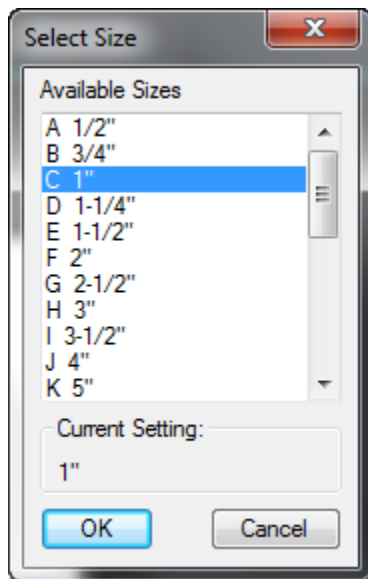 Select Size
Available Sizes
A 1/2"
B 3/4"
C 1"
D 1-1/4"
E 1-1/2"
F 2"
G 2-1/2"
H 3"
I 3-1/2"
J 4"
K 5"
Current Setting:
1"
OK Cancel